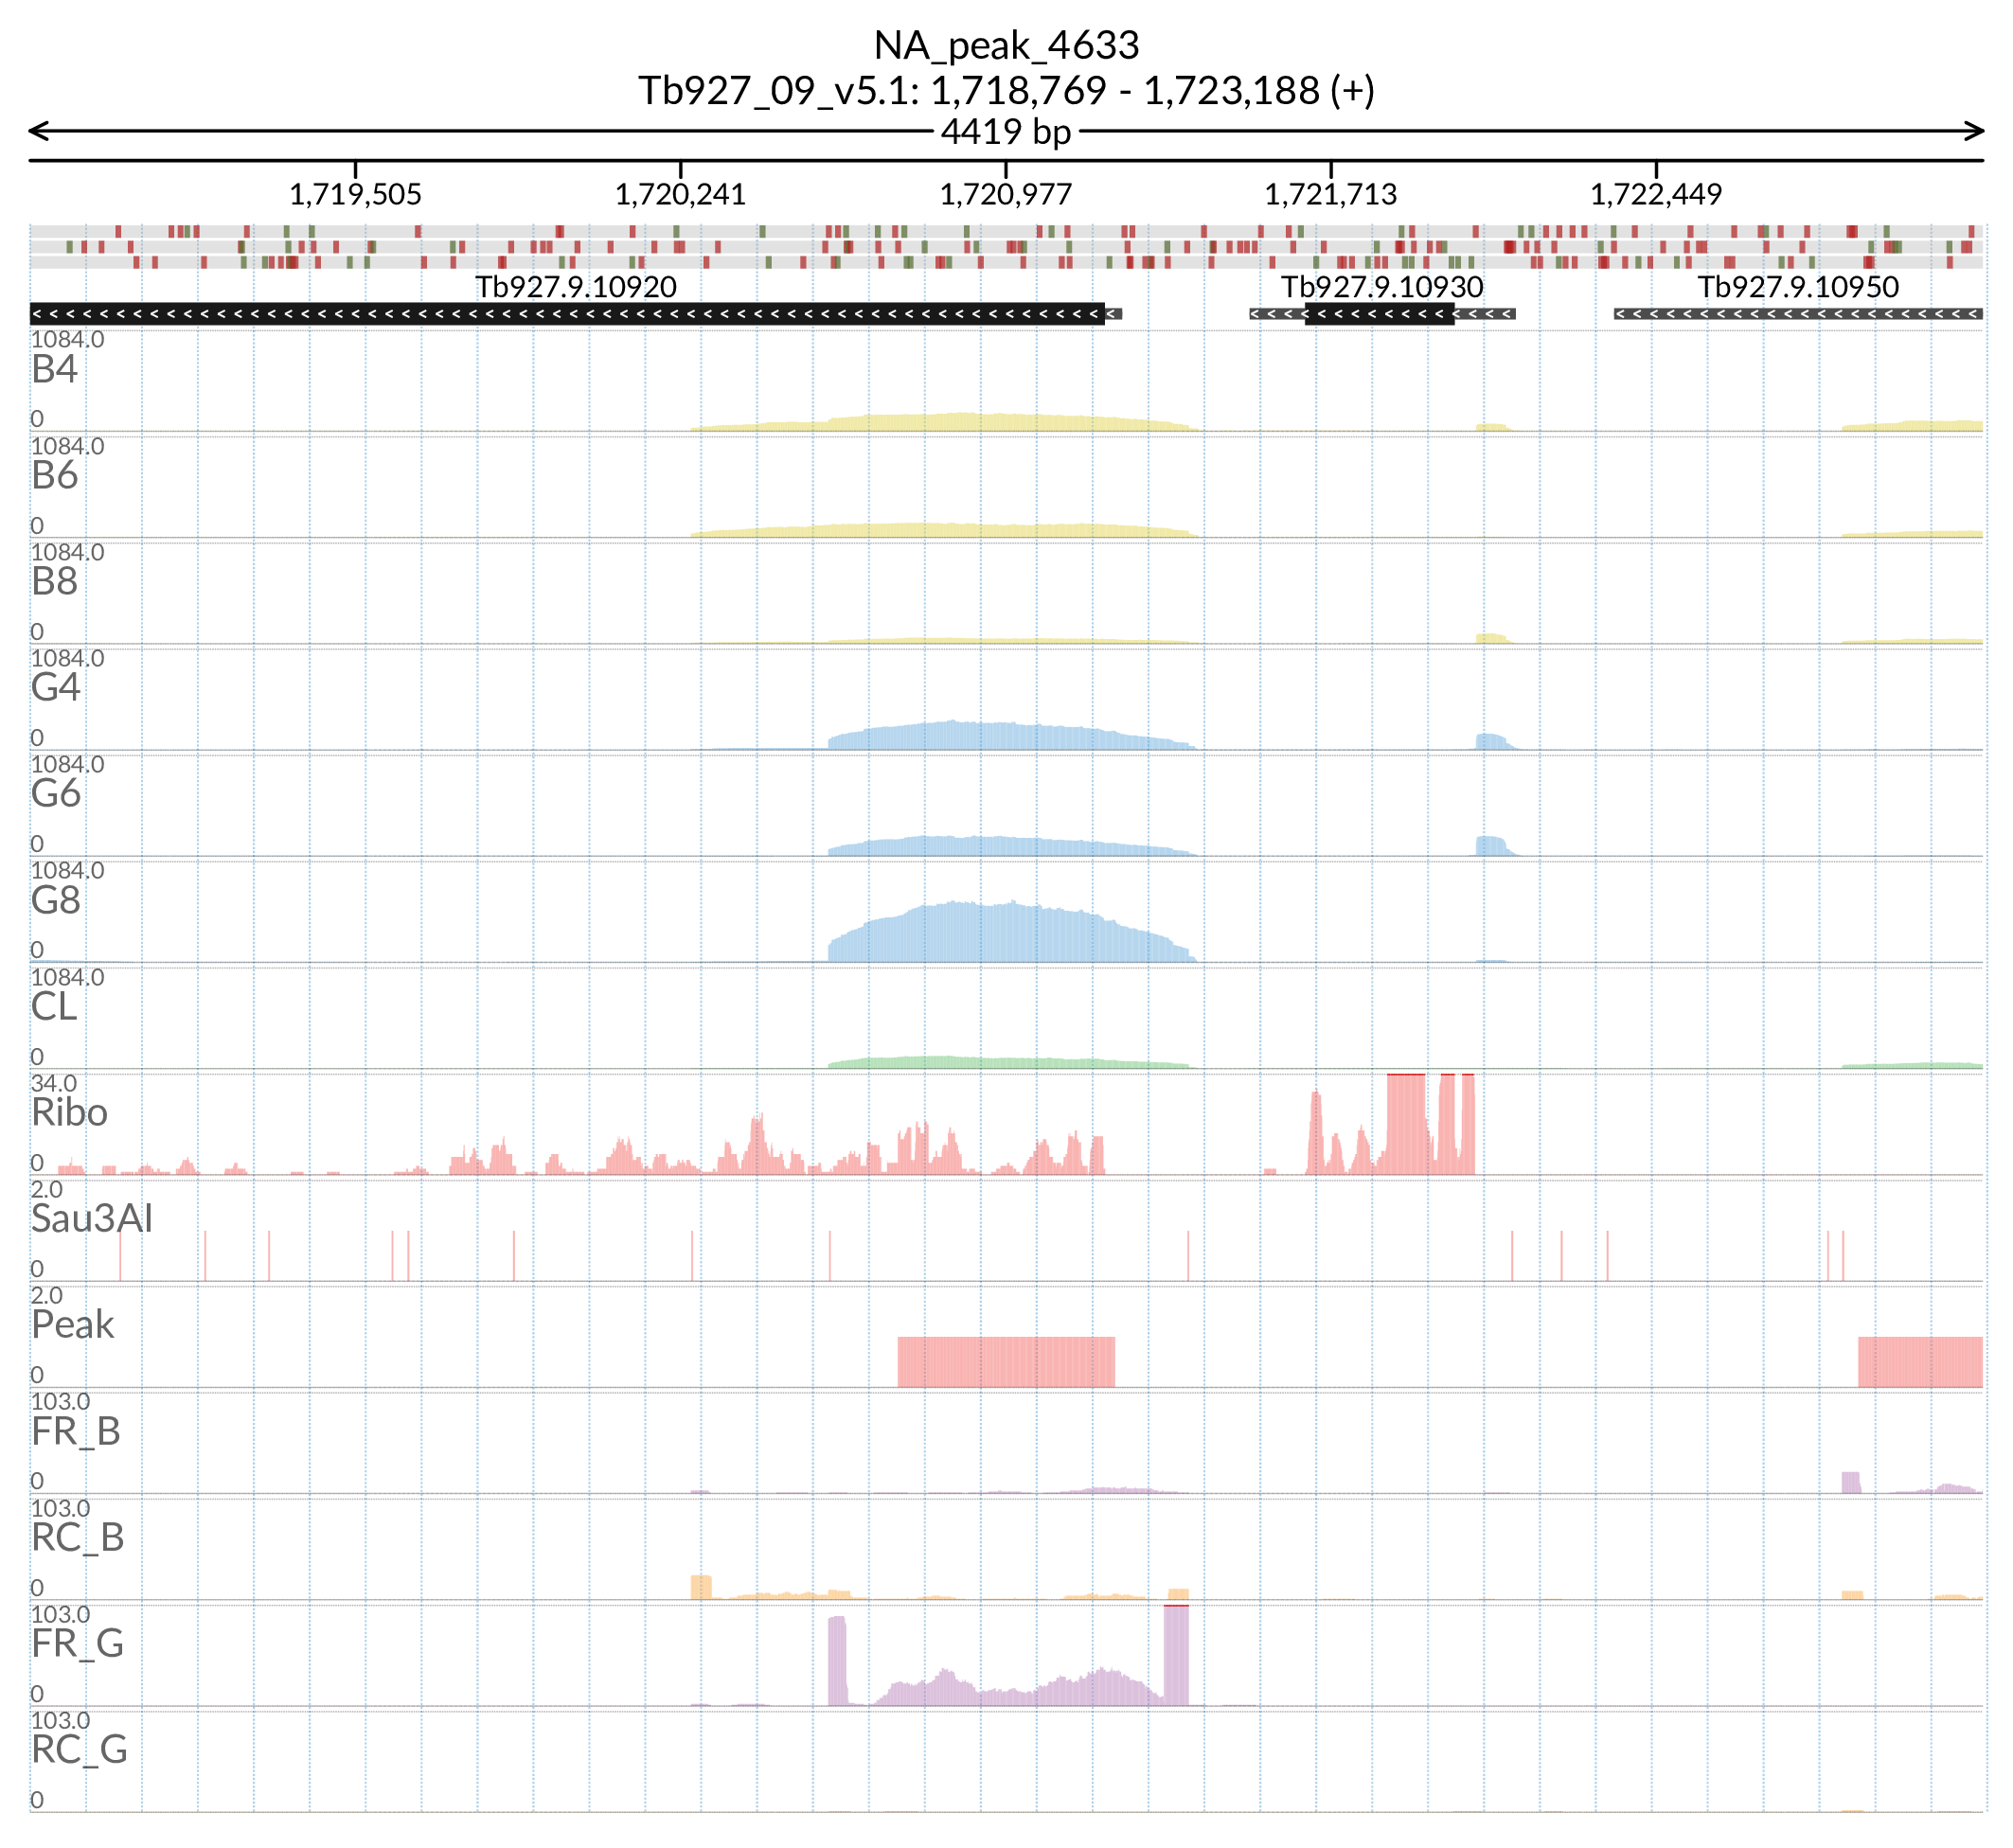 NA_peak_4633
Tb927_09_v5.1: 1,718,769 - 1,723,188 (+)
4419 bp
1,719,505 1,720,241 1,720,977 1,721,713 1,722,449
Tb927.9.10920 Tb927.9.10930 Tb927.9.10950
1084.0
B4
0
1084.0
B6
0
1084.0
B8
0
1084.0
G4
0
1084.0
G6
0
1084.0
G8
0
1084.0
CL
0
34.0
Ribo
0
2.0
Sau3AI
0
2.0
Peak
0
103.0
FR_B
0
103.0
RC_B
0
103.0
FR_G
0
103.0
RC_G
0